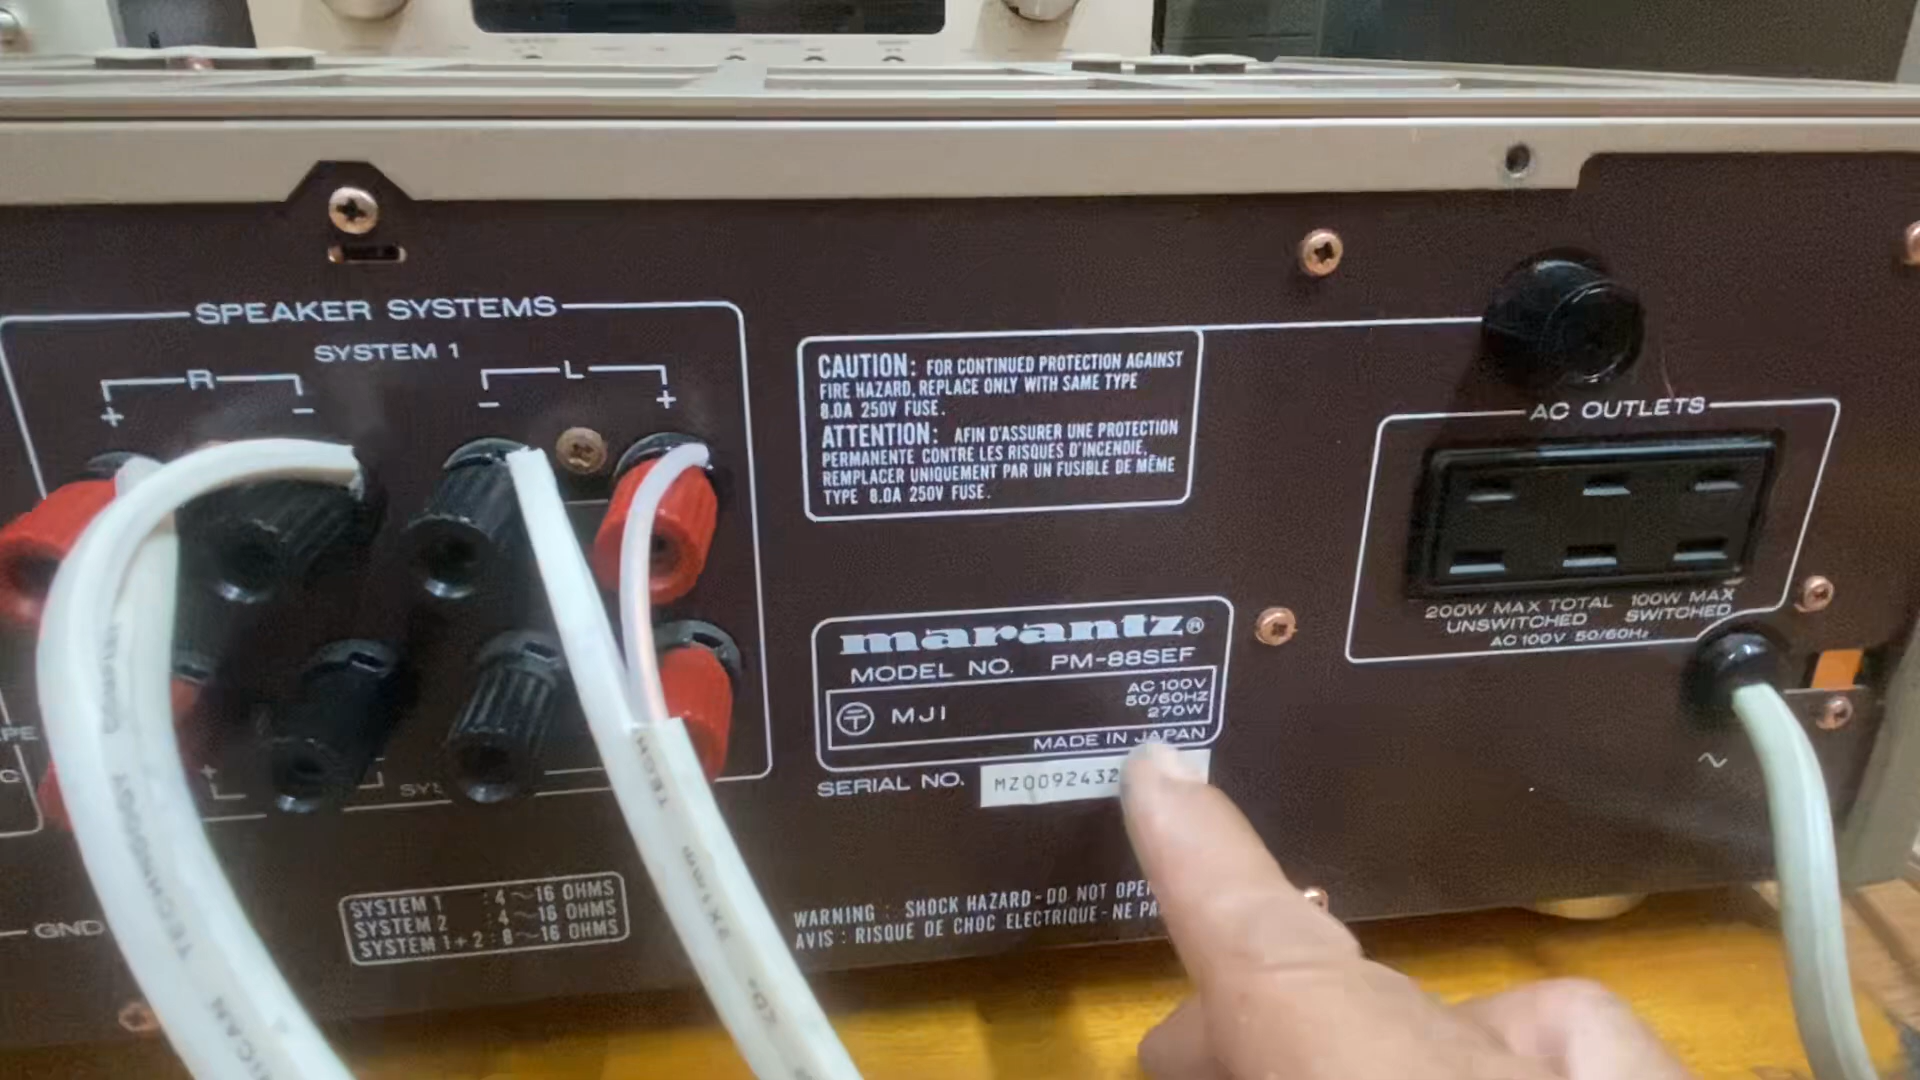 SPEAKER SYSTEMS
SYSTEM 1
R
L
+ −
− +
CAUTION: FOR CONTINUED PROTECTION AGAINST
FIRE HAZARD, REPLACE ONLY WITH SAME TYPE
8.0A 250V FUSE.
ATTENTION: AFIN D'ASSURER UNE PROTECTION
PERMANENTE CONTRE LES RISQUES D'INCENDIE,
REMPLACER UNIQUEMENT PAR UN FUSIBLE DE MÊME
TYPE 8.0A 250V FUSE.
AC OUTLETS
200W MAX TOTAL
UNSWITCHED
100W MAX
SWITCHED
AC 100V 50/60Hz
marantz®
MODEL NO. PM-88SEF
AC 100V
50/60HZ
270W
MJI
MADE IN JAPAN
SERIAL NO. MZ0092432
SYSTEM 1 : 4 ~ 16 OHMS
SYSTEM 2 : 4 ~ 16 OHMS
SYSTEM 1 + 2 : 8 ~ 16 OHMS
WARNING : SHOCK HAZARD - DO NOT OPE
AVIS : RISQUE DE CHOC ELECTRIQUE - NE PA
GND